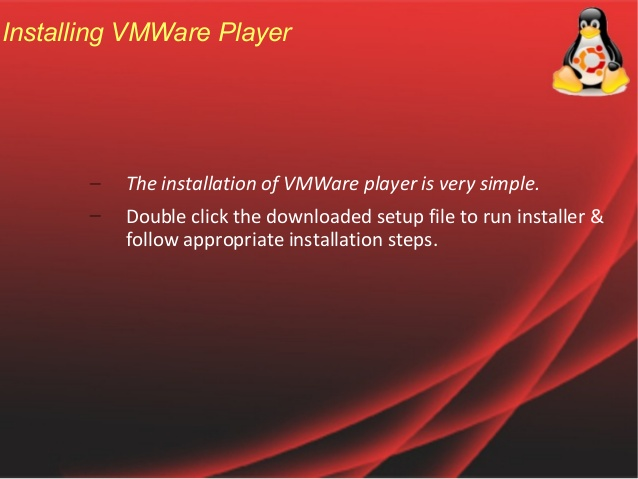 Installing VMWare Player
– The installation of VMWare player is very simple.
– Double click the downloaded setup file to run installer &
follow appropriate installation steps.